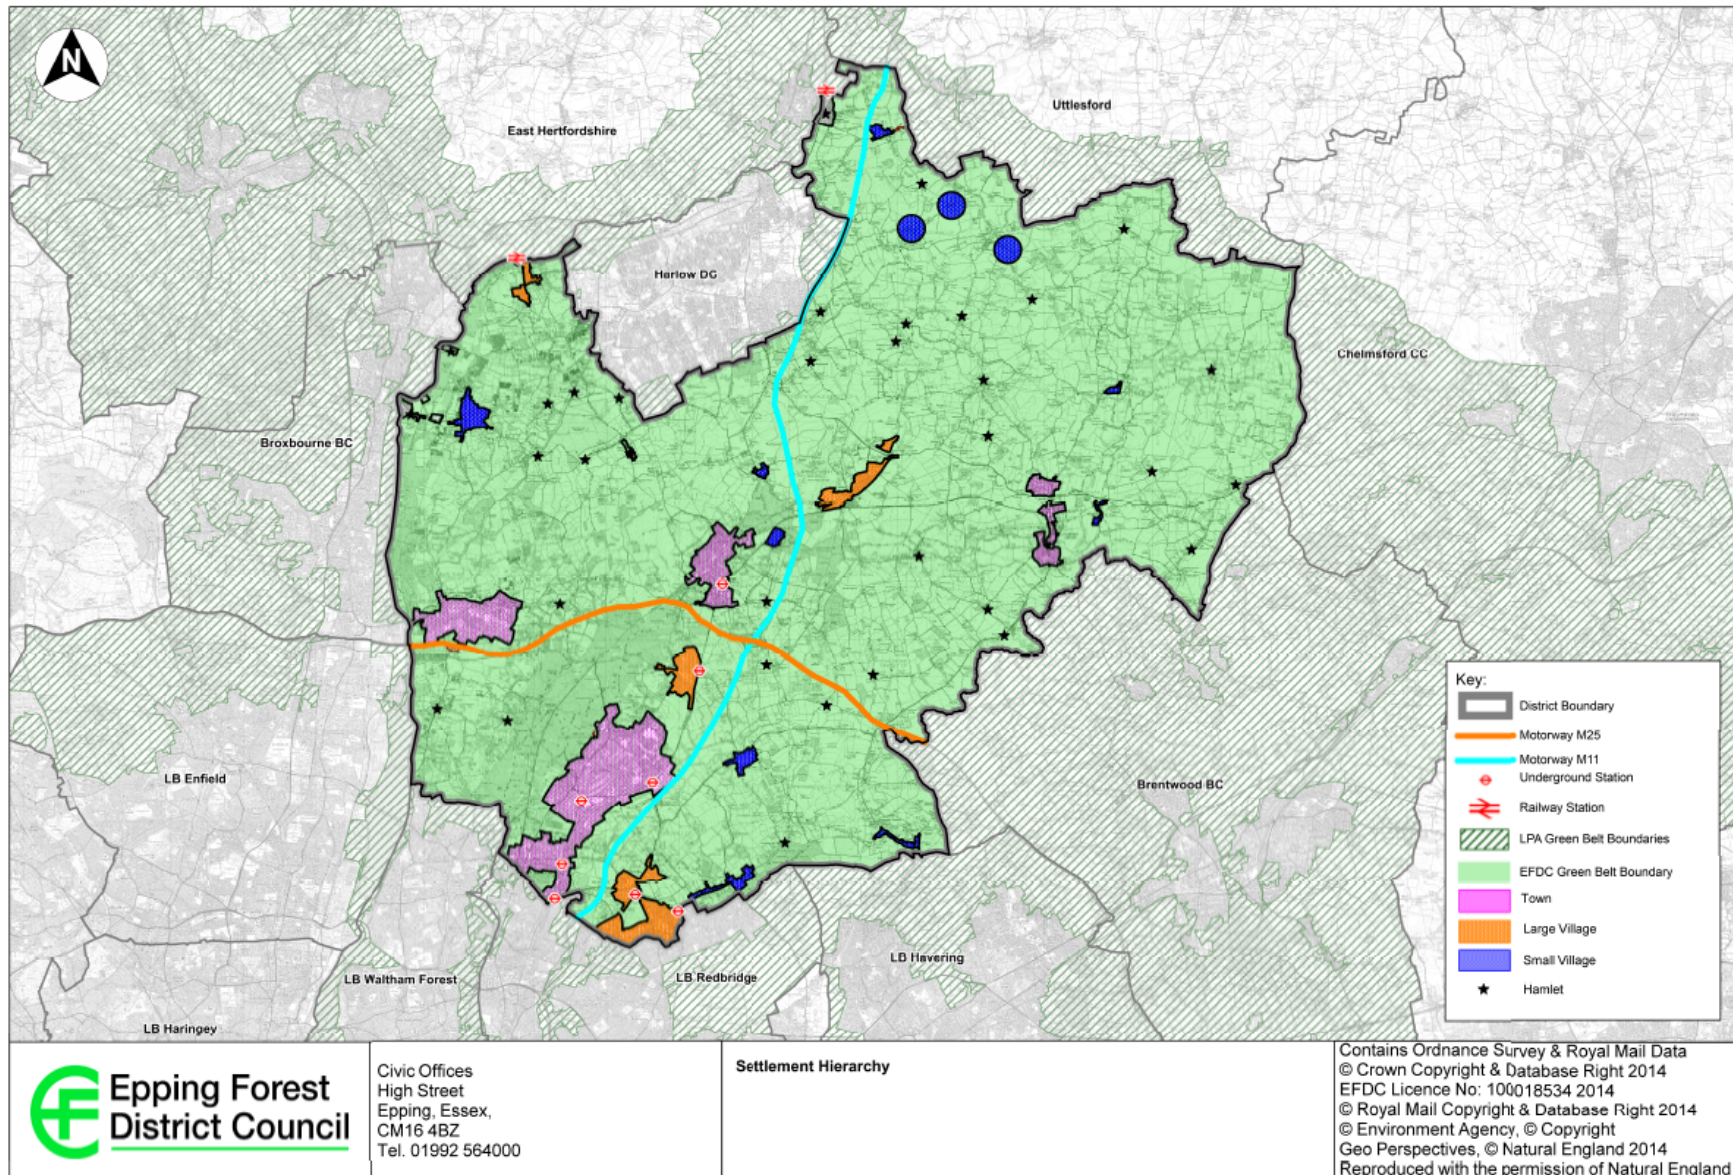 N
East Hertfordshire
Uttlesford
Harlow DC
Chelmsford CC
Broxbourne BC
LB Enfield
Brentwood BC
LB Waltham Forest
LB Redbridge
LB Havering
LB Haringey
Key:
District Boundary
Motorway M25
Motorway M11
Underground Station
Railway Station
LPA Green Belt Boundaries
EFDC Green Belt Boundary
Town
Large Village
Small Village
Hamlet
Epping Forest
District Council
Civic Offices
High Street
Epping, Essex,
CM16 4BZ
Tel. 01992 564000
Settlement Hierarchy
Contains Ordnance Survey & Royal Mail Data
© Crown Copyright & Database Right 2014
EFDC Licence No: 100018534 2014
© Royal Mail Copyright & Database Right 2014
© Environment Agency, © Copyright
Geo Perspectives, © Natural England 2014
Reproduced with the permission of Natural England